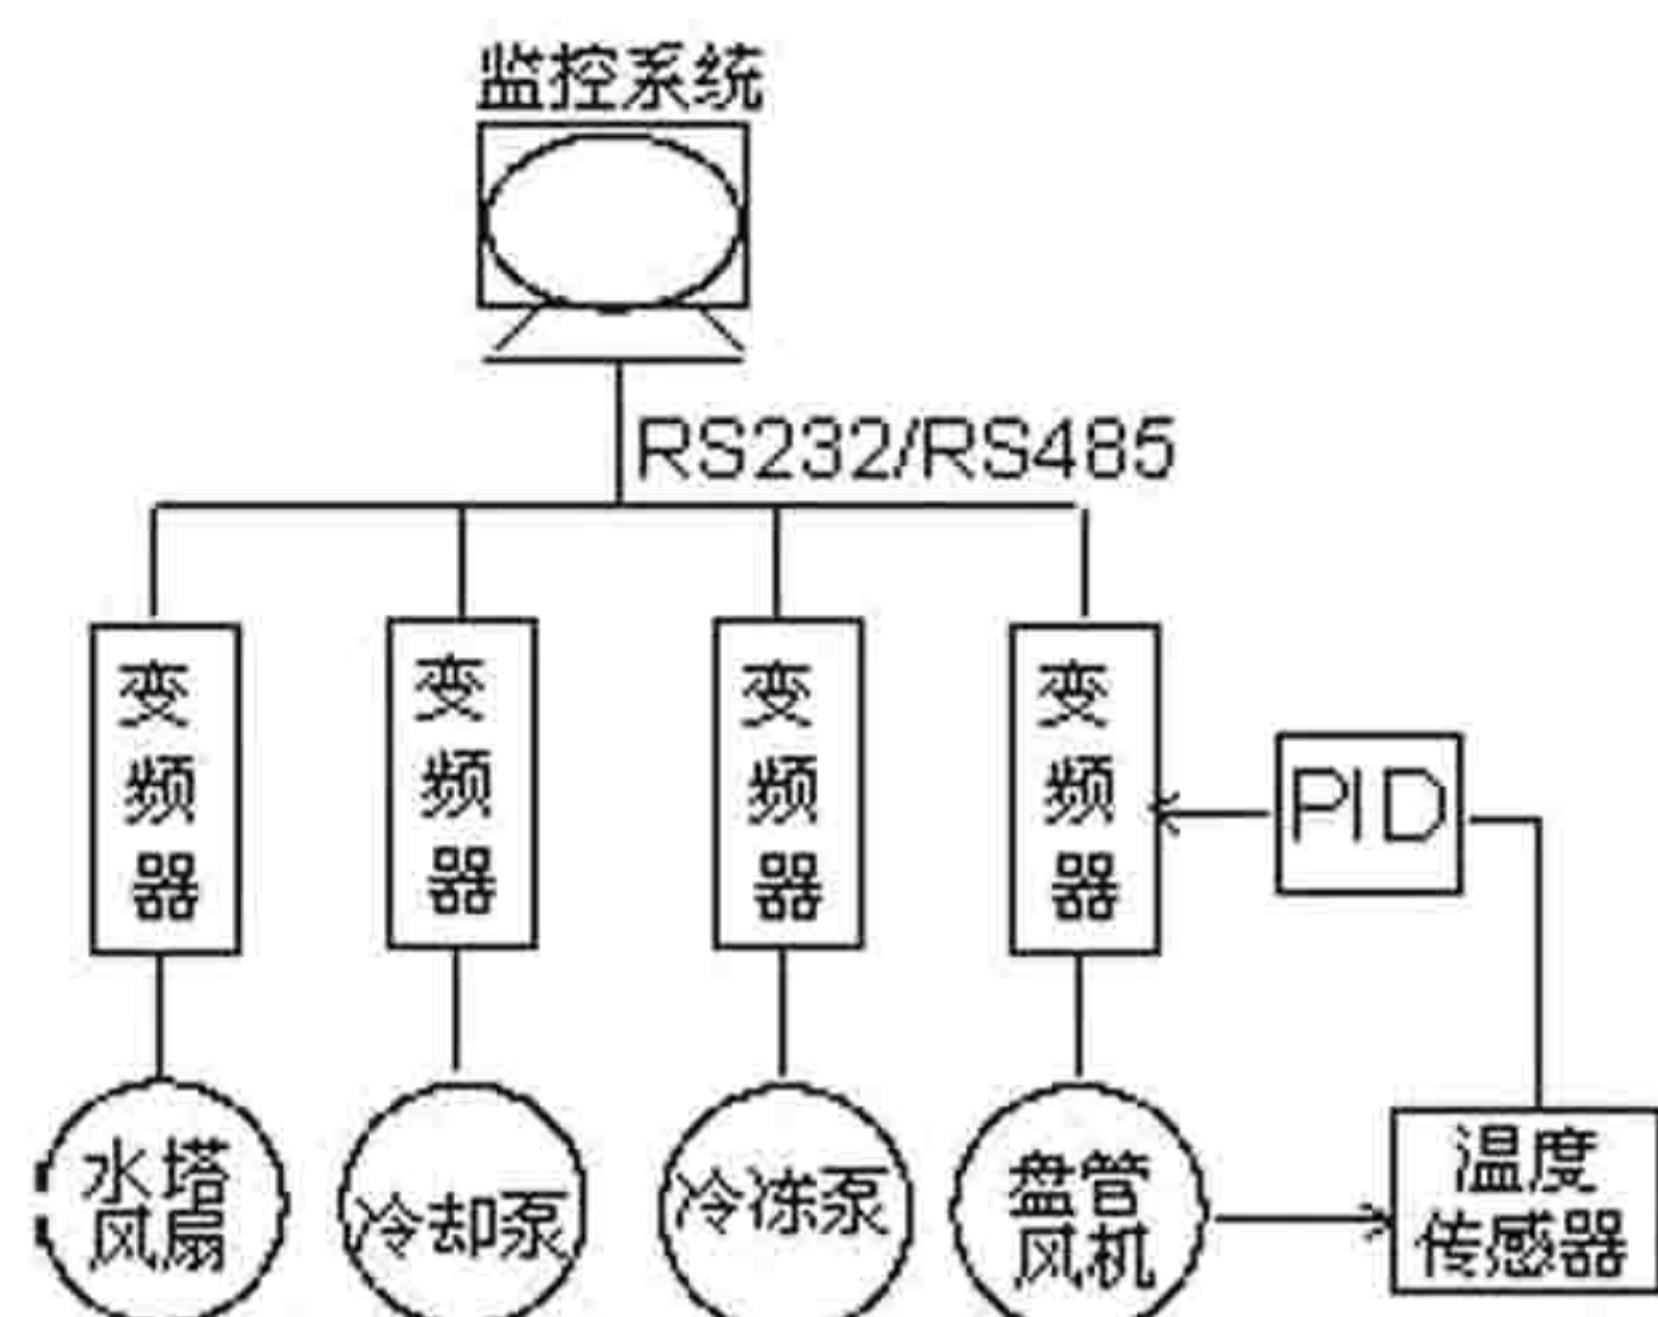 监控系统
RS232/RS485
变
频
器
变
频
器
变
频
器
变
频
器
PID
水塔
风扇
冷却泵
冷冻泵
盘管
风机
温度
传感器